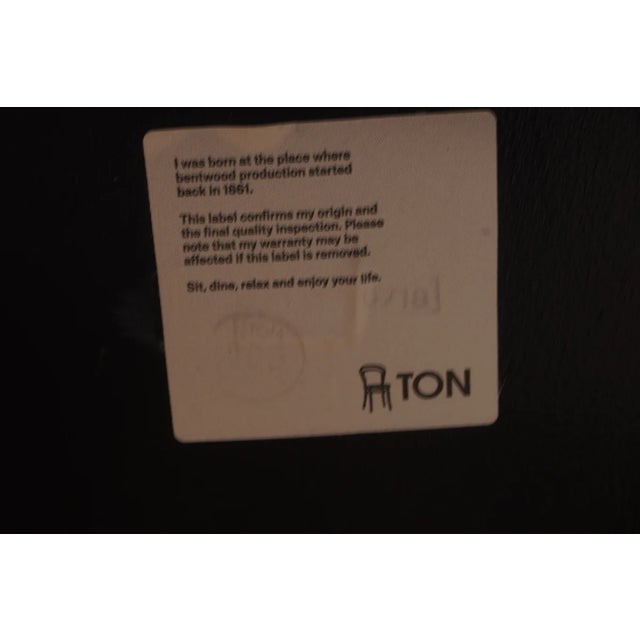 I was born at the place where
bentwood production started
back in 1861.
This label confirms my origin and
the final quality inspection. Please
note that my warranty may be
affected if this label is removed.
Sit, dine, relax and enjoy your life.
TON